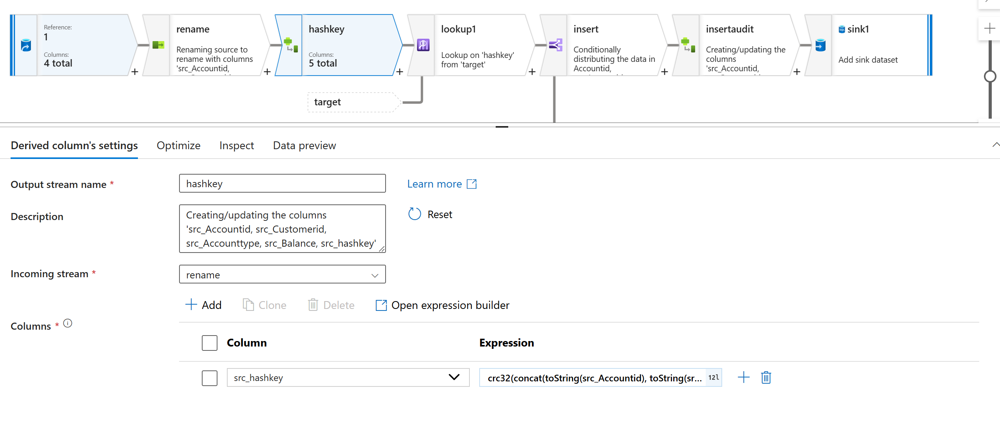 Reference:
1
Columns:
4 total
+
rename
Renaming source to
rename with columns
'src_Accountid,
+
hashkey
Columns:
5 total
+
lookup1
Lookup on 'hashkey'
from 'target'
+
insert
Conditionally
distributing the data in
Accountid,
+
insertaudit
Creating/updating the
columns
'src_Accountid,
+
SQL sink1
Add sink dataset
target
Derived column's settings
Optimize
Inspect
Data preview
Output stream name *
hashkey
Learn more
Description
Creating/updating the columns
'src_Accountid, src_Customerid,
src_Accounttype, src_Balance, src_hashkey'
Reset
Incoming stream *
rename
Add
Clone
Delete
Open expression builder
Columns *
Column
Expression
src_hashkey
crc32(concat(toString(src_Accountid), toString(sr... 12l